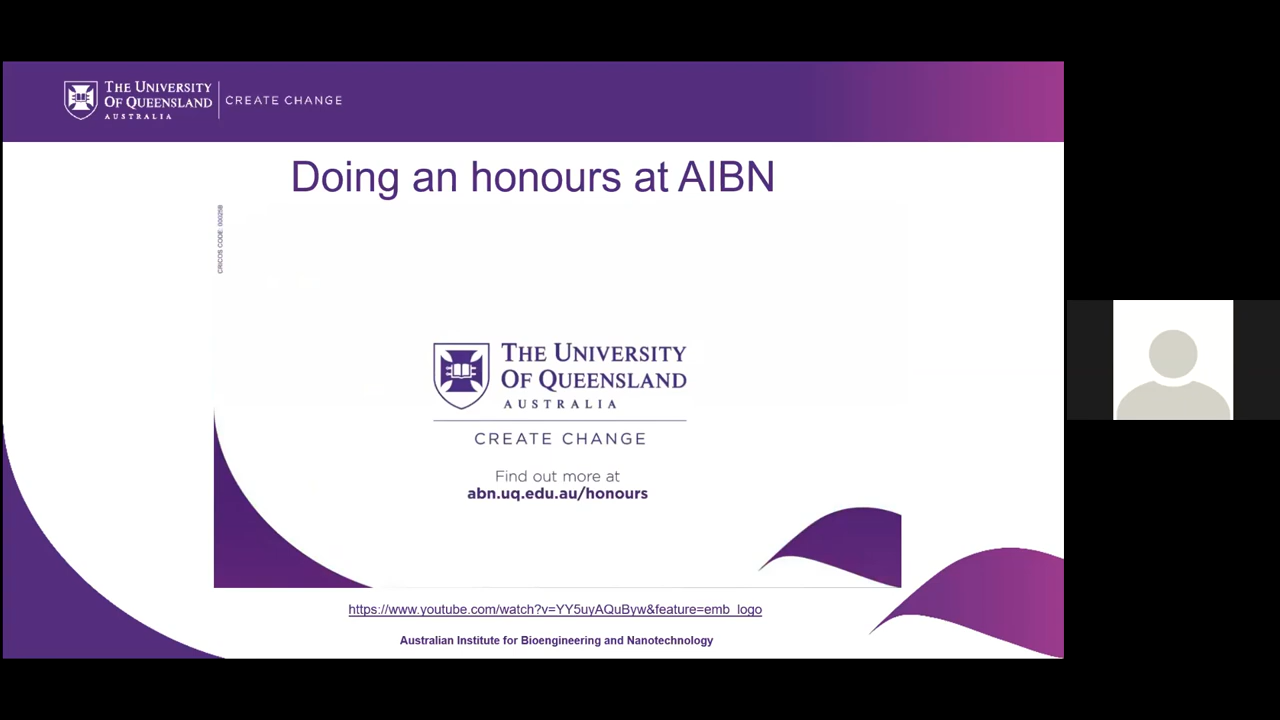 THE UNIVERSITY
OF QUEENSLAND
AUSTRALIA
CREATE CHANGE
Doing an honours at AIBN
CRICOS CODE: 00025B
THE UNIVERSITY
OF QUEENSLAND
AUSTRALIA
CREATE CHANGE
Find out more at
abn.uq.edu.au/honours
https://www.youtube.com/watch?v=YY5uyAQuByw&feature=emb_logo
Australian Institute for Bioengineering and Nanotechnology